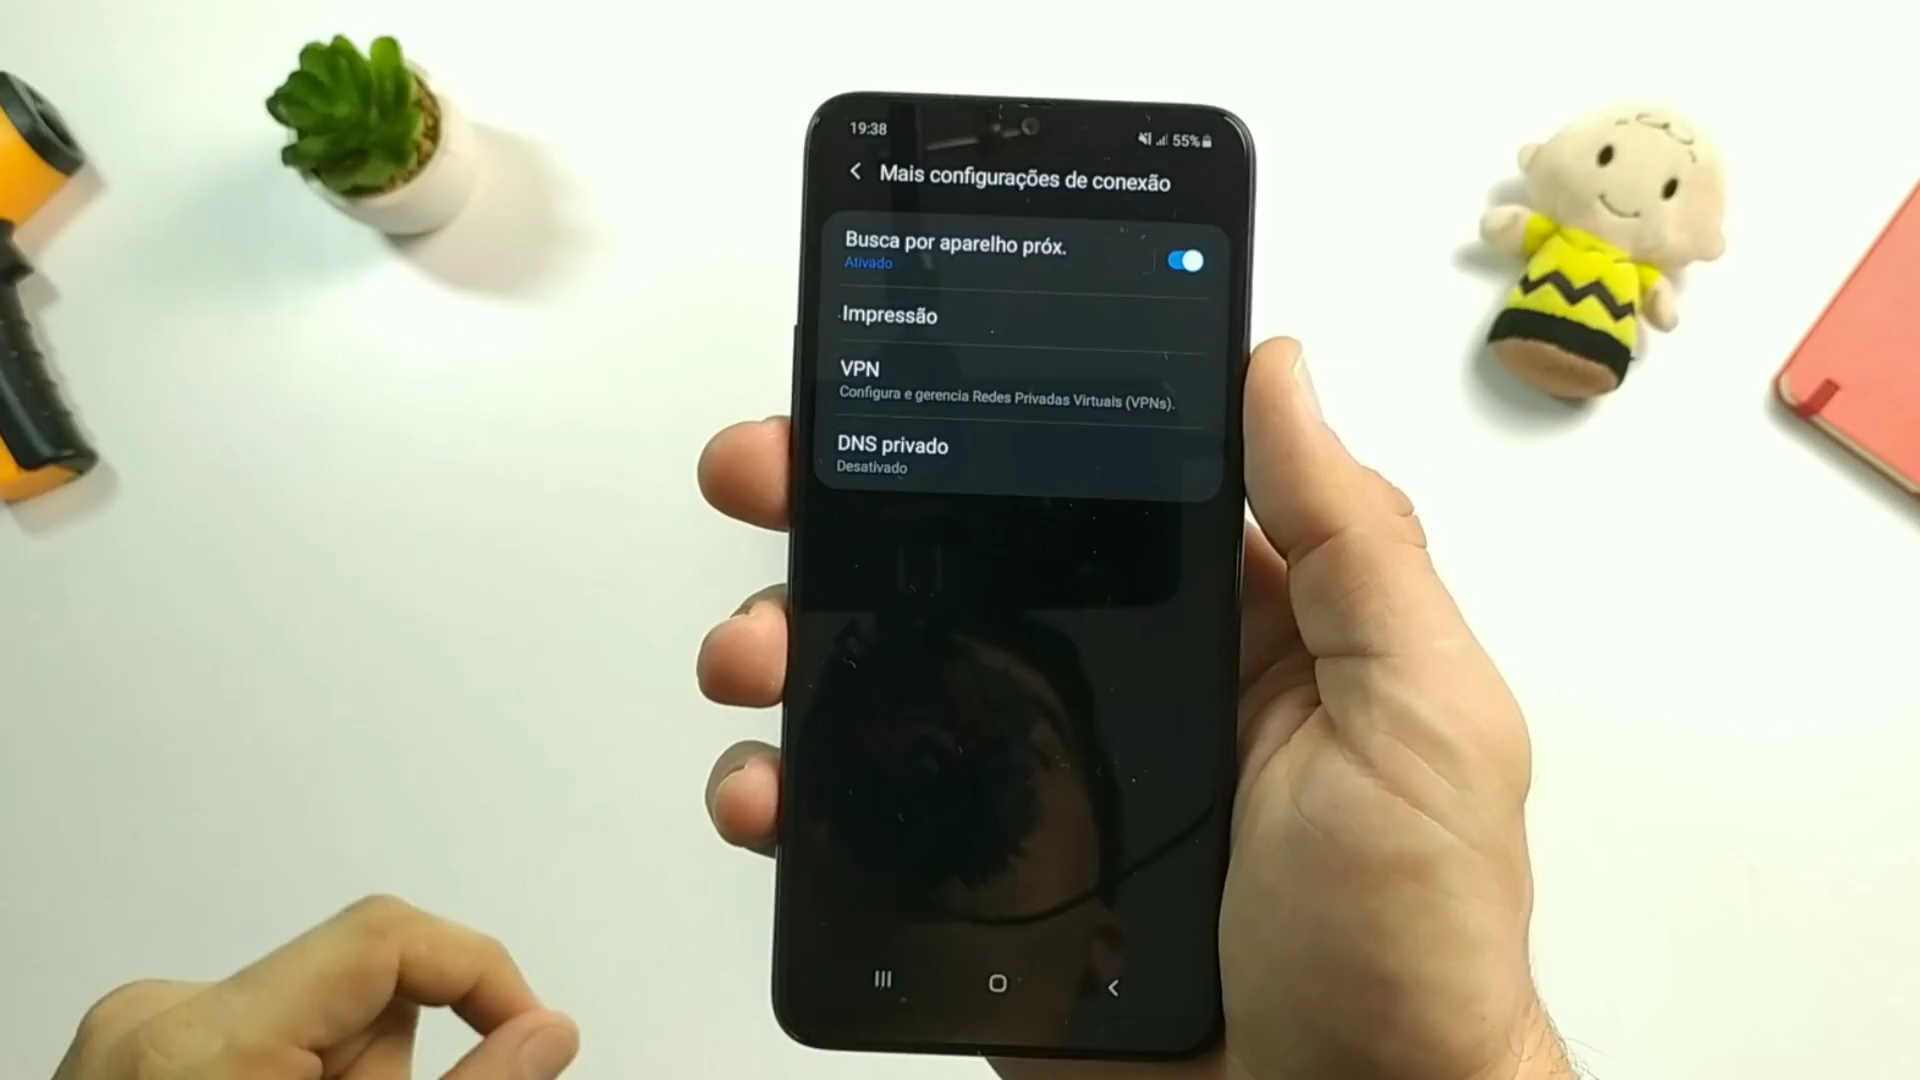 19:38
55%
Mais configurações de conexão
Busca por aparelho próx.
Ativado
Impressão
VPN
Configura e gerencia Redes Privadas Virtuais (VPNs).
DNS privado
Desativado